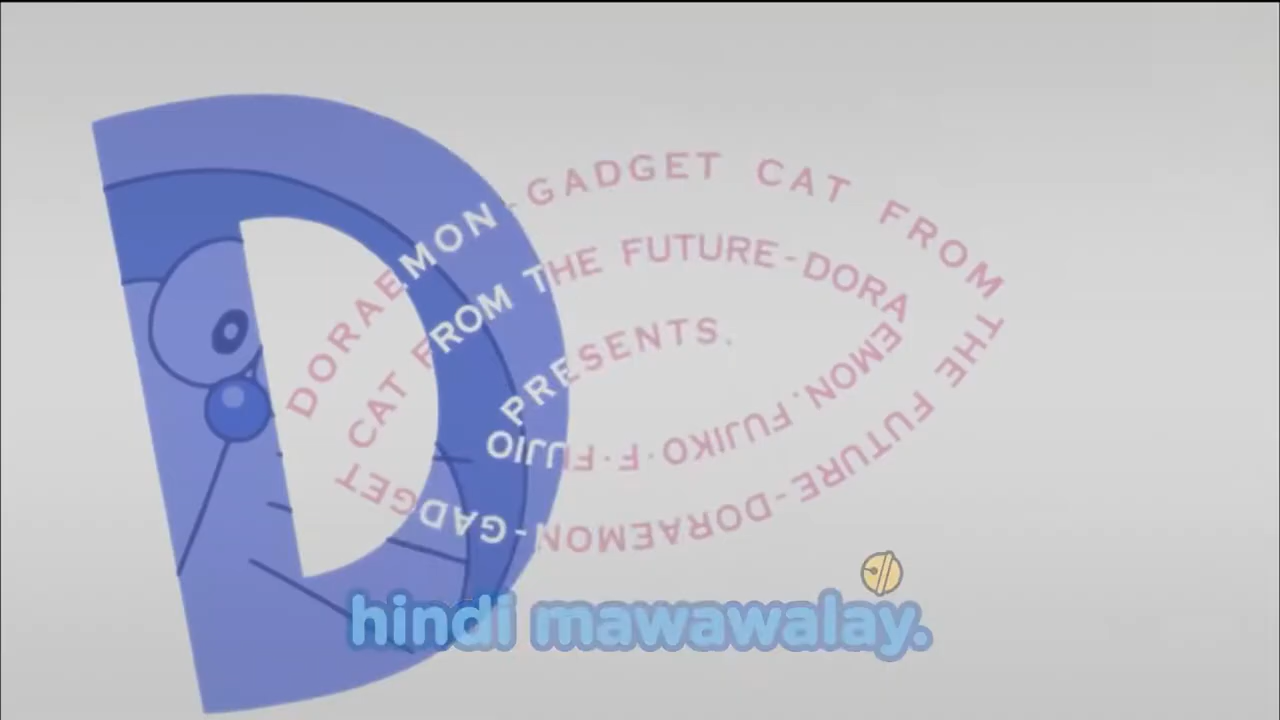 D
DORAEMON-GADGET CAT FROM THE FUTURE-DORAEMON-GADGET CAT FROM THE FUTURE-DORAEMON. FUJIKO·F·FUJIO PRESENTS.
hindi mawawalay.